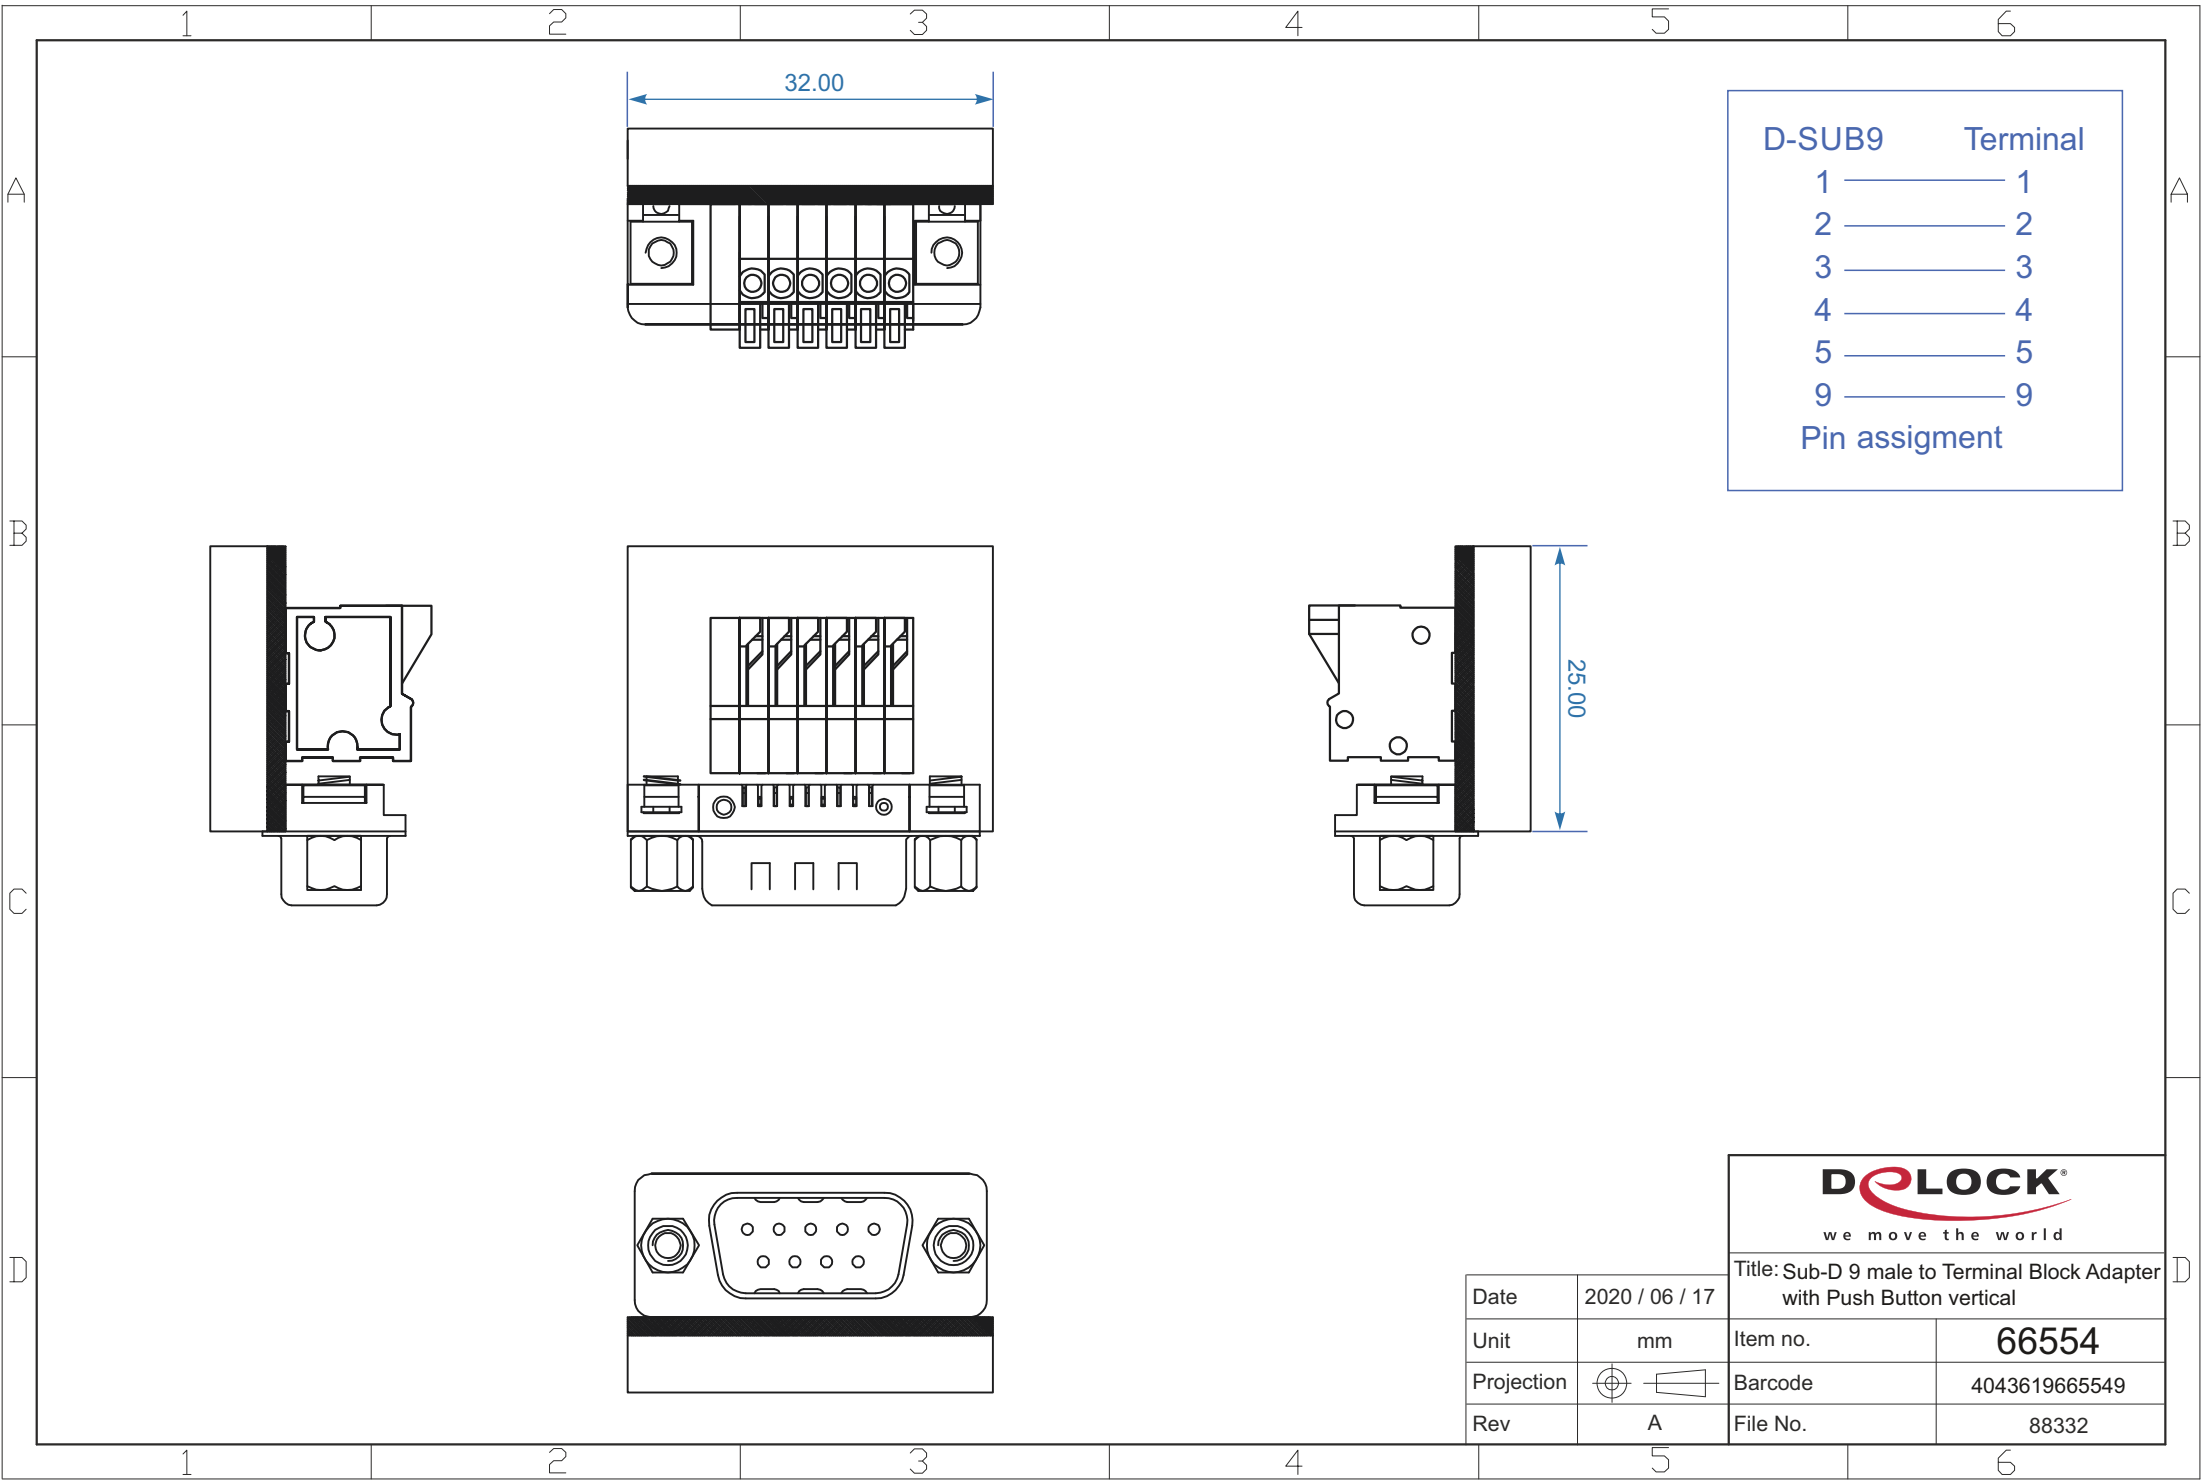 1 2 3 4 5 6
32.00
D-SUB9 Terminal
1 1
2 2
3 3
4 4
5 5
9 9
Pin assigment
A A
B B
25.00
C C
D D
DELOCK®
we move the world
Title: Sub-D 9 male to Terminal Block Adapter
with Push Button vertical
Date 2020 / 06 / 17
Unit mm Item no. 66554
Projection Barcode 4043619665549
Rev A File No. 88332
1 2 3 4 5 6